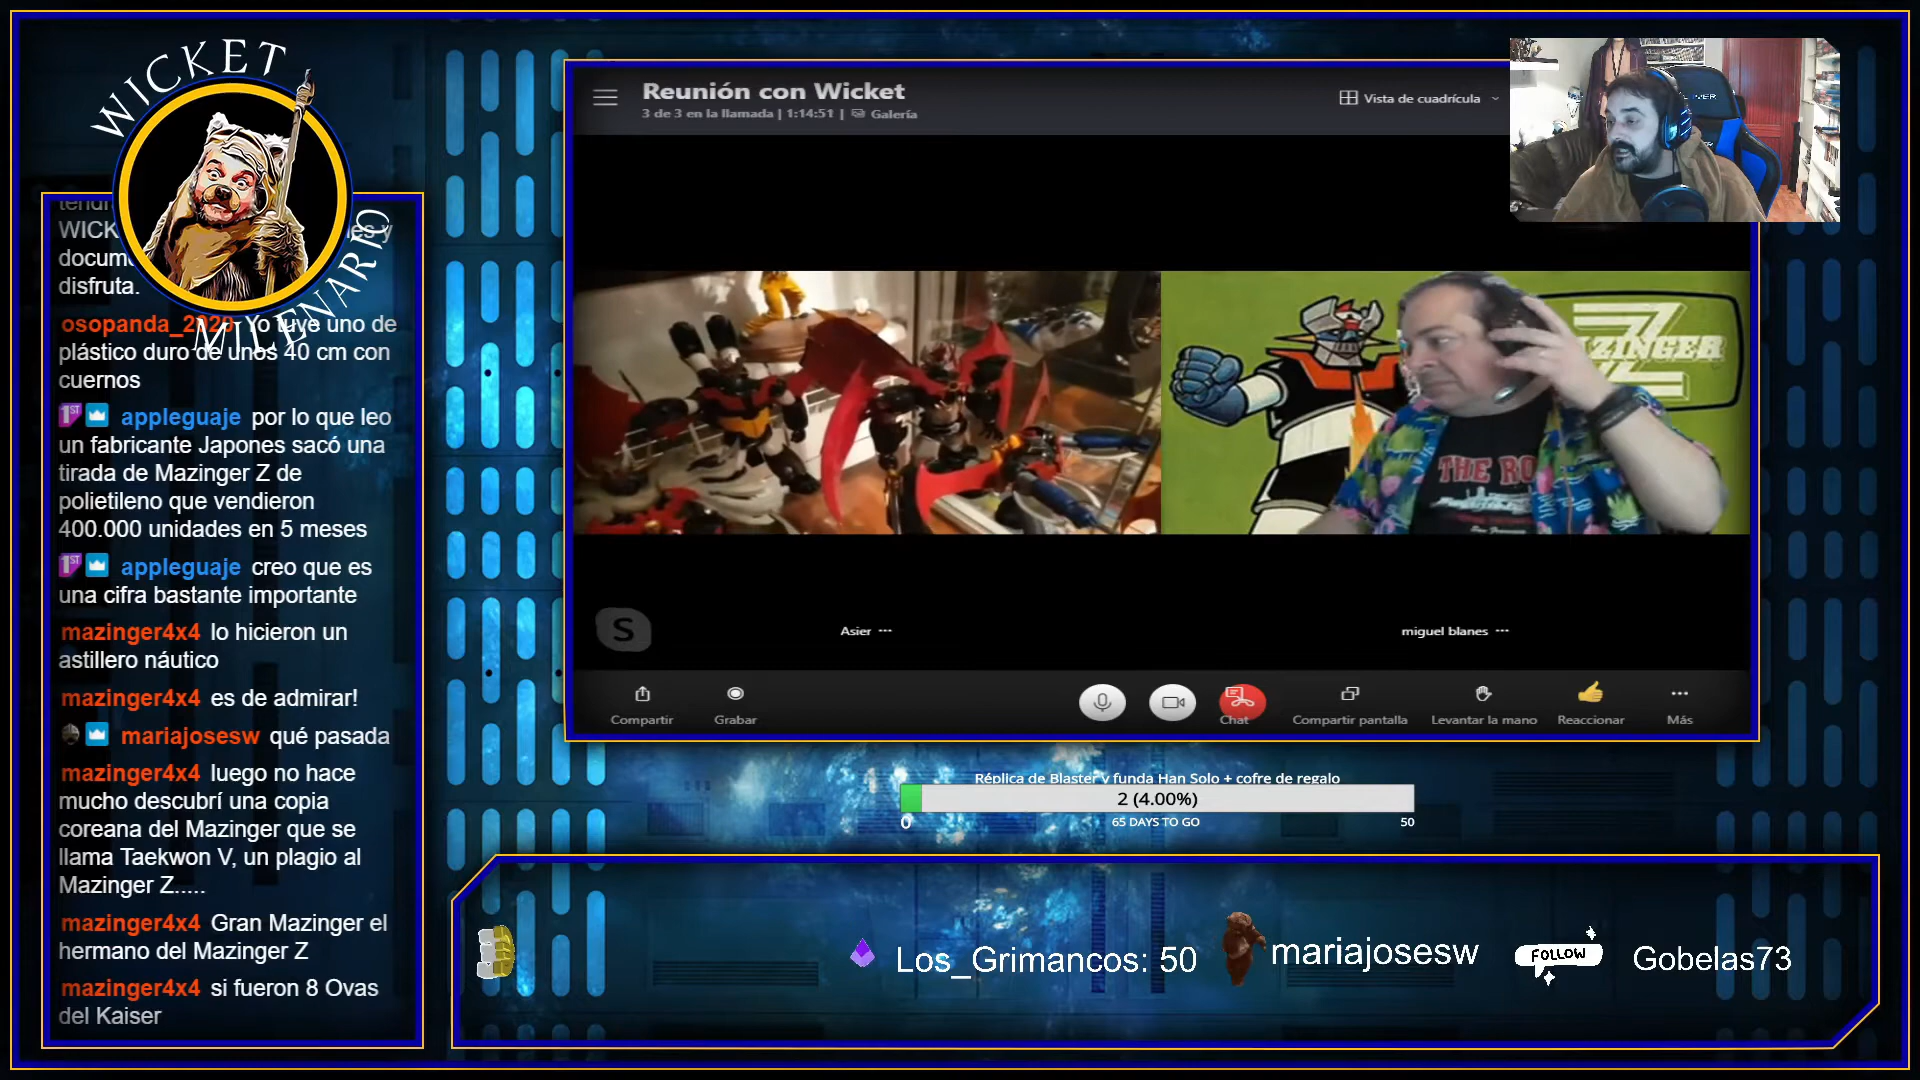 WICKET
MILENARIO
WICK
es y
docum
disfruta.
osopanda_2020 Yo tuve uno de
plástico duro de unos 40 cm con
cuernos
1ST appleguaje por lo que leo
un fabricante Japones sacó una
tirada de Mazinger Z de
polietileno que vendieron
400.000 unidades en 5 meses
1ST appleguaje creo que es
una cifra bastante importante
mazinger4x4 lo hicieron un
astillero náutico
mazinger4x4 es de admirar!
mariajosesw qué pasada
mazinger4x4 luego no hace
mucho descubrí una copia
coreana del Mazinger que se
llama Taekwon V, un plagio al
Mazinger Z.....
mazinger4x4 Gran Mazinger el
hermano del Mazinger Z
mazinger4x4 si fueron 8 Ovas
del Kaiser
Reunión con Wicket
3 de 3 en la llamada | 1:14:51 | Galería
Vista de cuadrícula
AZINGER
THE RO
S
Asier ···
miguel blanes ···
Compartir
Grabar
Chat
Compartir pantalla
Levantar la mano
Reaccionar
Más
Réplica de Blaster y funda Han Solo + cofre de regalo
2 (4.00%)
0
65 DAYS TO GO
50
Los_Grimancos: 50
mariajosesw
FOLLOW
Gobelas73